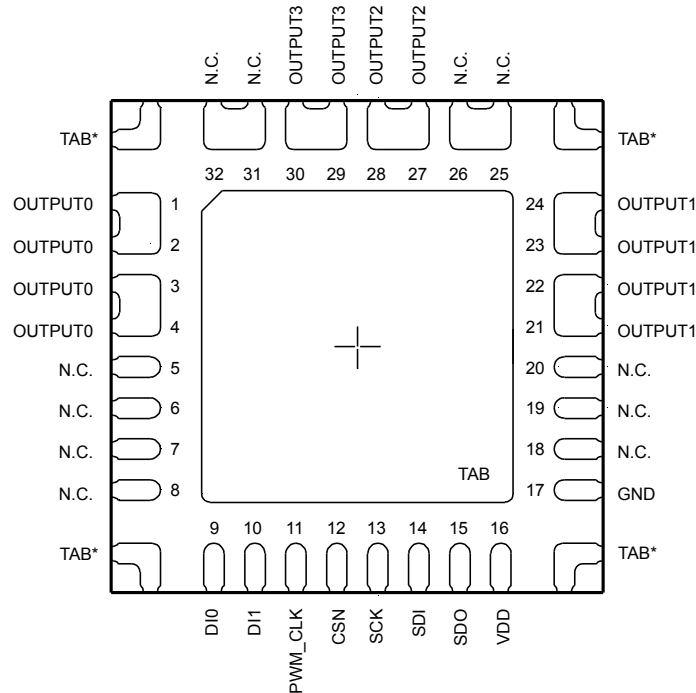 N.C.
N.C.
OUTPUT3
OUTPUT3
OUTPUT2
OUTPUT2
N.C.
N.C.
TAB*
TAB*
32 31 30 29 28 27 26 25
OUTPUT0 1
24 OUTPUT1
OUTPUT0 2
23 OUTPUT1
OUTPUT0 3
22 OUTPUT1
OUTPUT0 4
21 OUTPUT1
N.C. 5
20 N.C.
N.C. 6
19 N.C.
N.C. 7
18 N.C.
TAB
N.C. 8
17 GND
9 10 11 12 13 14 15 16
TAB*
TAB*
DI0
DI1
PWM_CLK
CSN
SCK
SDI
SDO
VDD